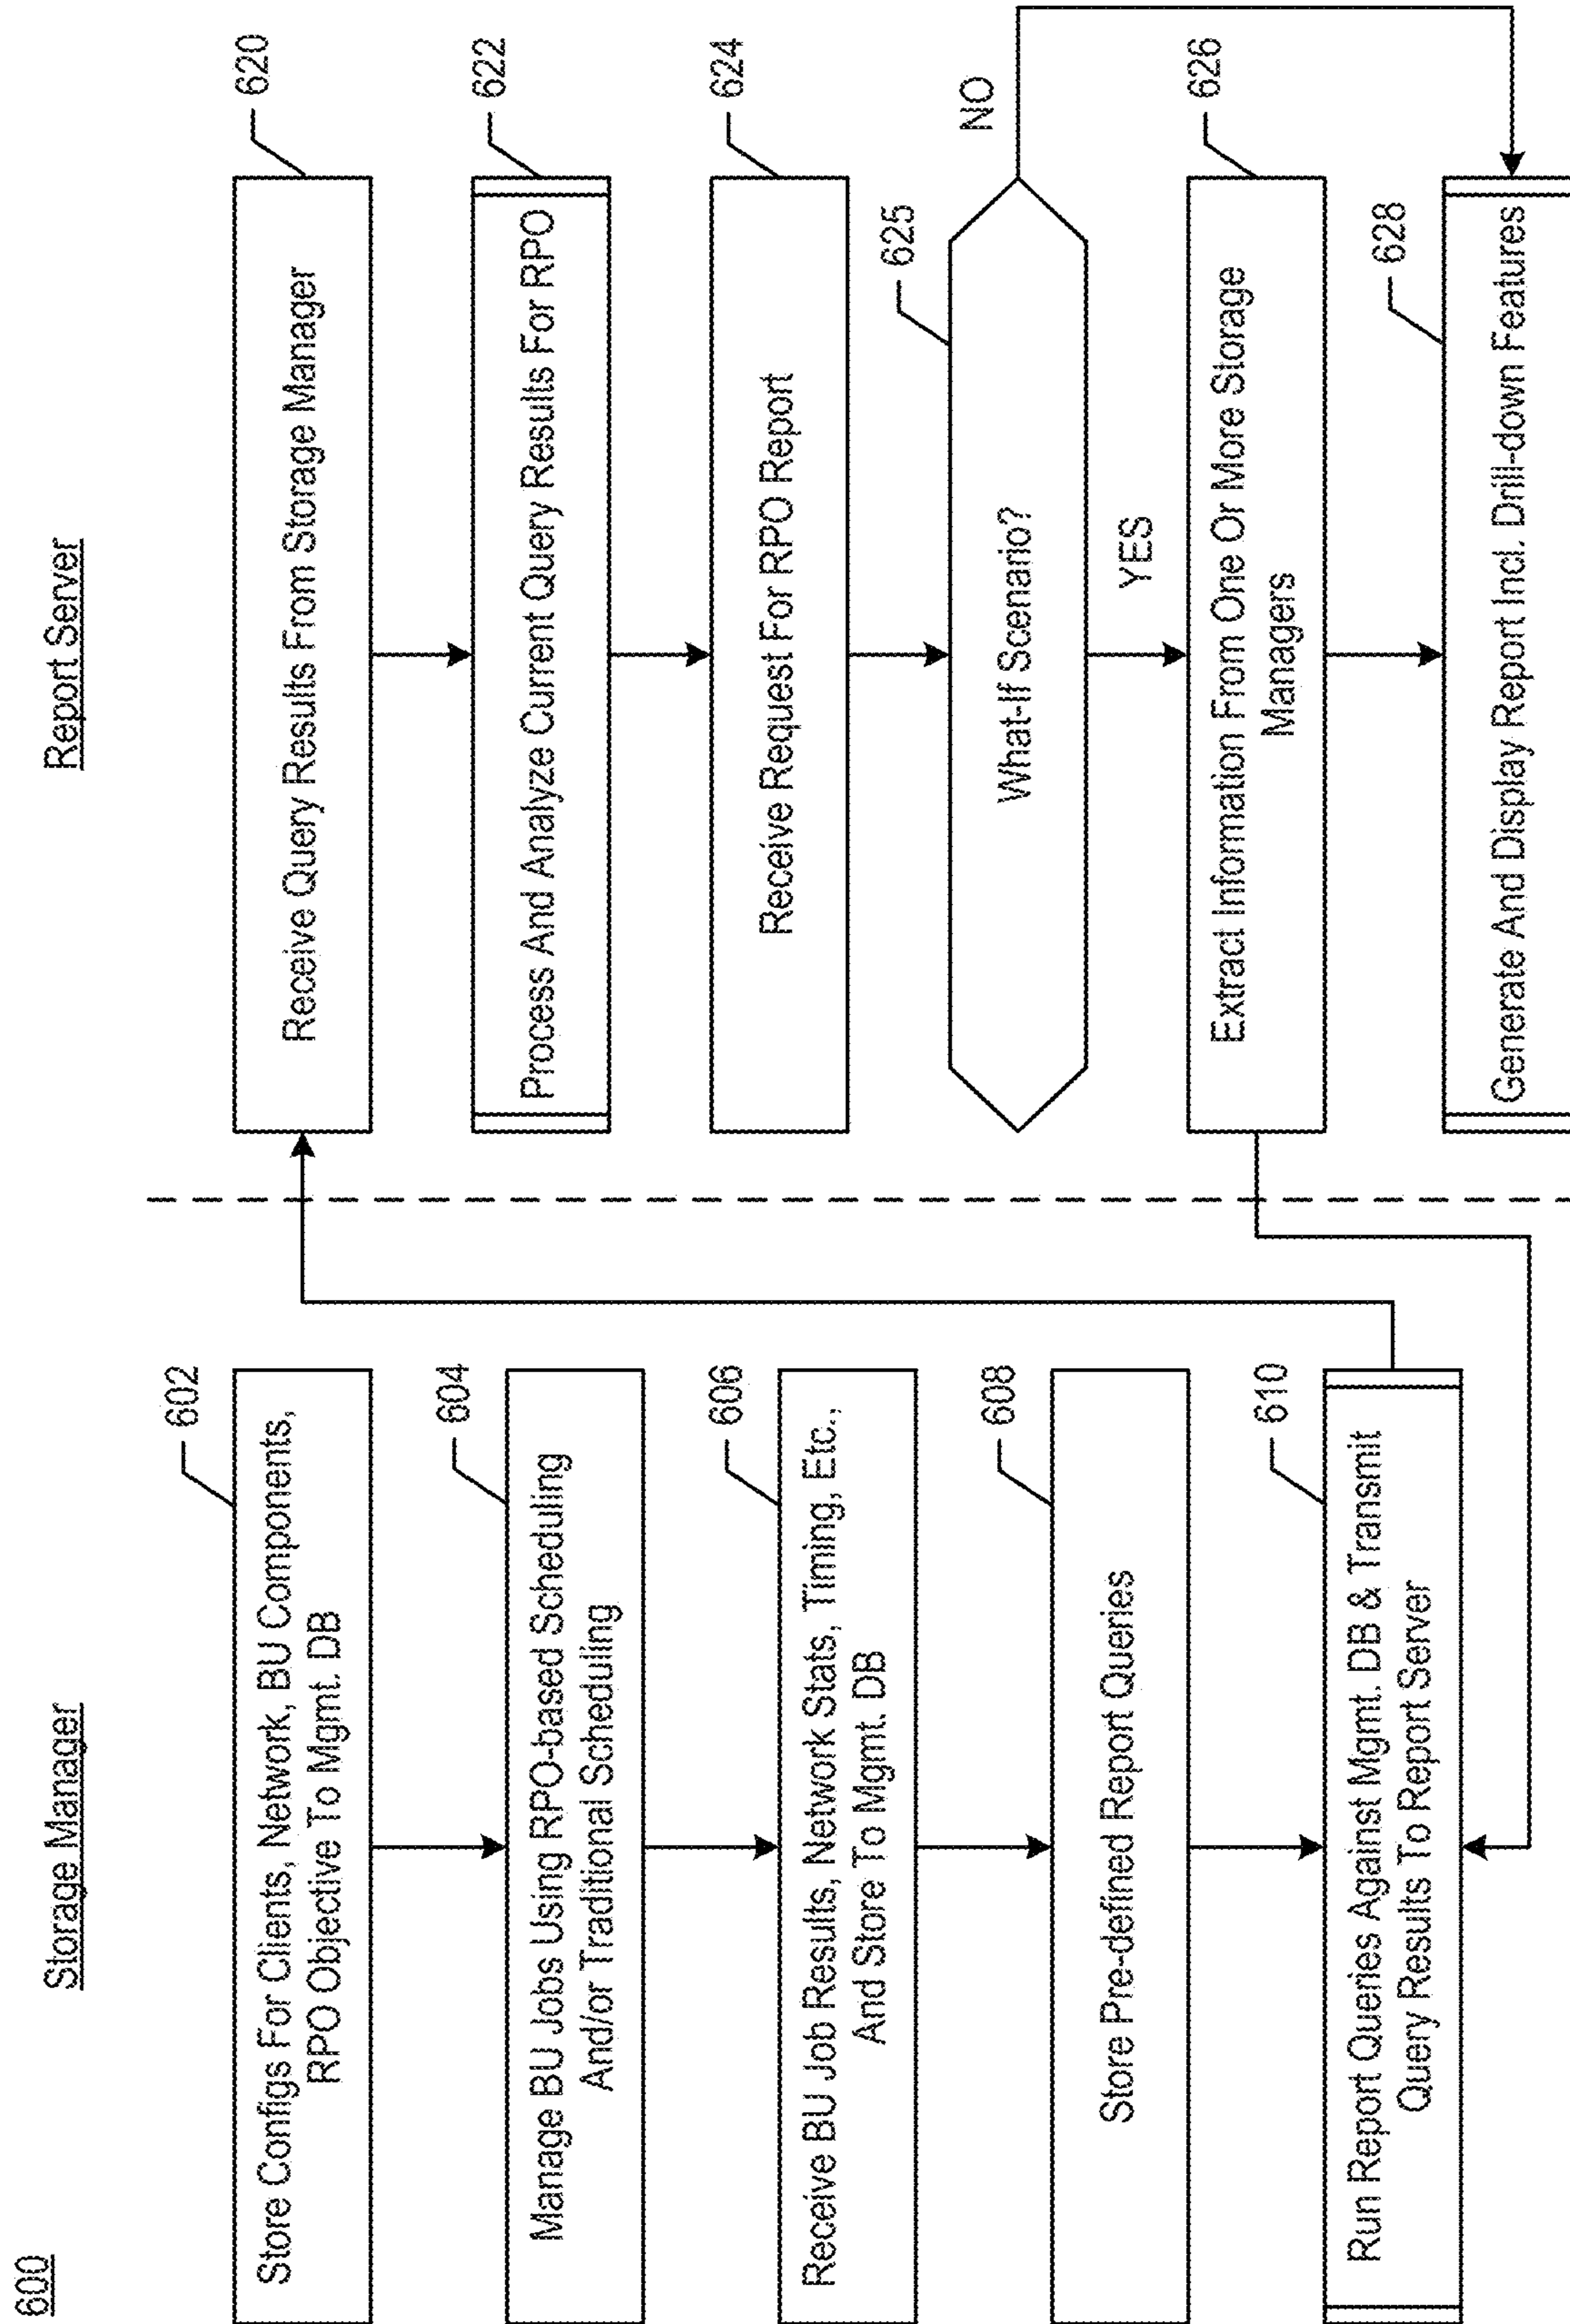 600
Storage Manager
Report Server
Store Configs For Clients, Network, BU Components,
RPO Objective To Mgmt. DB
602
Manage BU Jobs Using RPO-based Scheduling
And/or Traditional Scheduling
604
Receive BU Job Results, Network Stats, Timing, Etc.,
And Store To Mgmt. DB
606
Store Pre-defined Report Queries
608
Run Report Queries Against Mgmt. DB & Transmit
Query Results To Report Server
610
Receive Query Results From Storage Manager
620
Process And Analyze Current Query Results For RPO
622
Receive Request For RPO Report
624
What-If Scenario?
625
NO
YES
Extract Information From One Or More Storage
Managers
626
Generate And Display Report Incl. Drill-down Features
628